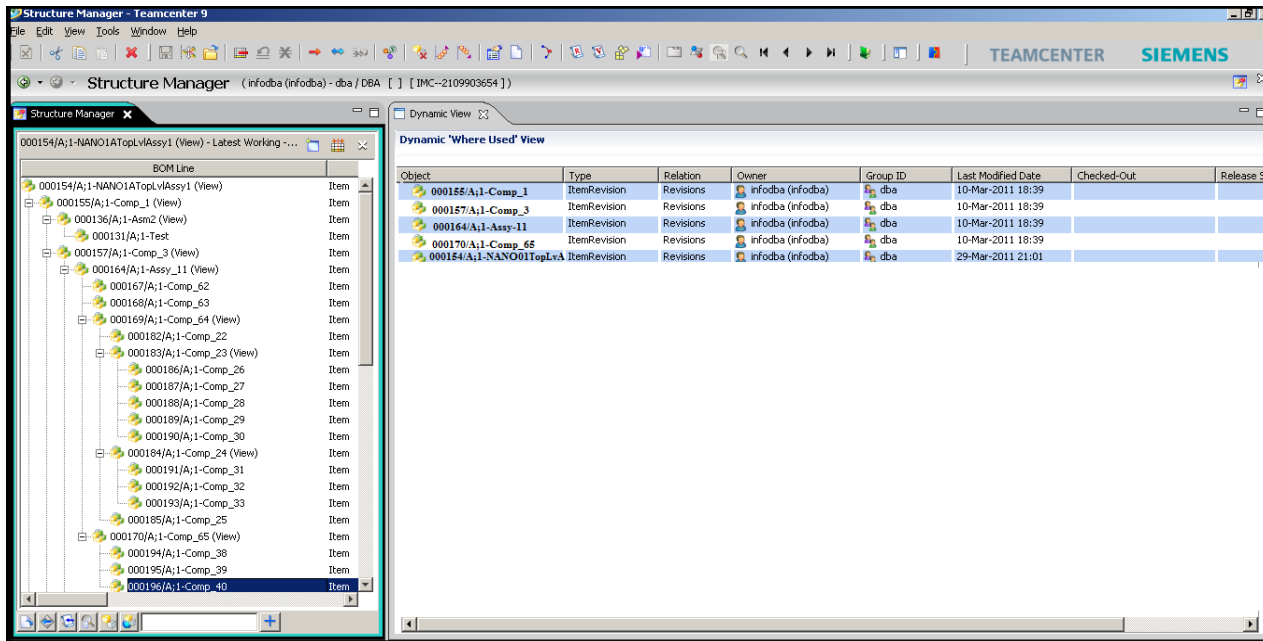 Structure Manager - Teamcenter 9
File Edit View Tools Window Help
TEAMCENTER SIEMENS
Structure Manager ( infodba (infodba) - dba / DBA [ ] [ IMC--2109903654 ] )
Structure Manager
Dynamic View
000154/A;1-NANO1ATopLvlAssy1 (View) - Latest Working -...
Dynamic 'Where Used' View
BOM Line
Object Type Relation Owner Group ID Last Modified Date Checked-Out Release S
000155/A;1-Comp_1 ItemRevision Revisions infodba (infodba) dba 10-Mar-2011 18:39
000157/A;1-Comp_3 ItemRevision Revisions infodba (infodba) dba 10-Mar-2011 18:39
000164/A;1-Assy-11 ItemRevision Revisions infodba (infodba) dba 10-Mar-2011 18:39
000170/A;1-Comp_65 ItemRevision Revisions infodba (infodba) dba 10-Mar-2011 18:39
000154/A;1-NANO01TopLvA ItemRevision Revisions infodba (infodba) dba 29-Mar-2011 21:01
000154/A;1-NANO1ATopLvlAssy1 (View) Item
000155/A;1-Comp_1 (View) Item
000136/A;1-Asm2 (View) Item
000131/A;1-Test Item
000157/A;1-Comp_3 (View) Item
000164/A;1-Assy_11 (View) Item
000167/A;1-Comp_62 Item
000168/A;1-Comp_63 Item
000169/A;1-Comp_64 (View) Item
000182/A;1-Comp_22 Item
000183/A;1-Comp_23 (View) Item
000186/A;1-Comp_26 Item
000187/A;1-Comp_27 Item
000188/A;1-Comp_28 Item
000189/A;1-Comp_29 Item
000190/A;1-Comp_30 Item
000184/A;1-Comp_24 (View) Item
000191/A;1-Comp_31 Item
000192/A;1-Comp_32 Item
000193/A;1-Comp_33 Item
000185/A;1-Comp_25 Item
000170/A;1-Comp_65 (View) Item
000194/A;1-Comp_38 Item
000195/A;1-Comp_39 Item
000196/A;1-Comp_40 Item